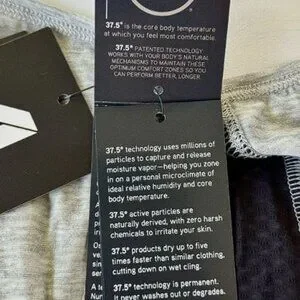 37.5° is the core body temperature
at which you feel most comfortable.
37.5° PATENTED TECHNOLOGY
WORKS WITH YOUR BODY'S NATURAL
MECHANISMS TO MAINTAIN THESE
OPTIMUM COMFORT ZONES SO YOU
CAN PERFORM BETTER, LONGER
37.5° technology uses millions of
particles to capture and release
moisture vapor—helping you zone
in on a personal microclimate of
ideal relative humidity and core
body temperature.
37.5° active particles are
naturally derived, with zero harsh
chemicals to irritate your skin.
37.5° products dry up to five
times faster than similar clothing,
cutting down on wet cling.
37.5° technology is permanent.
it never washes out or degrades.